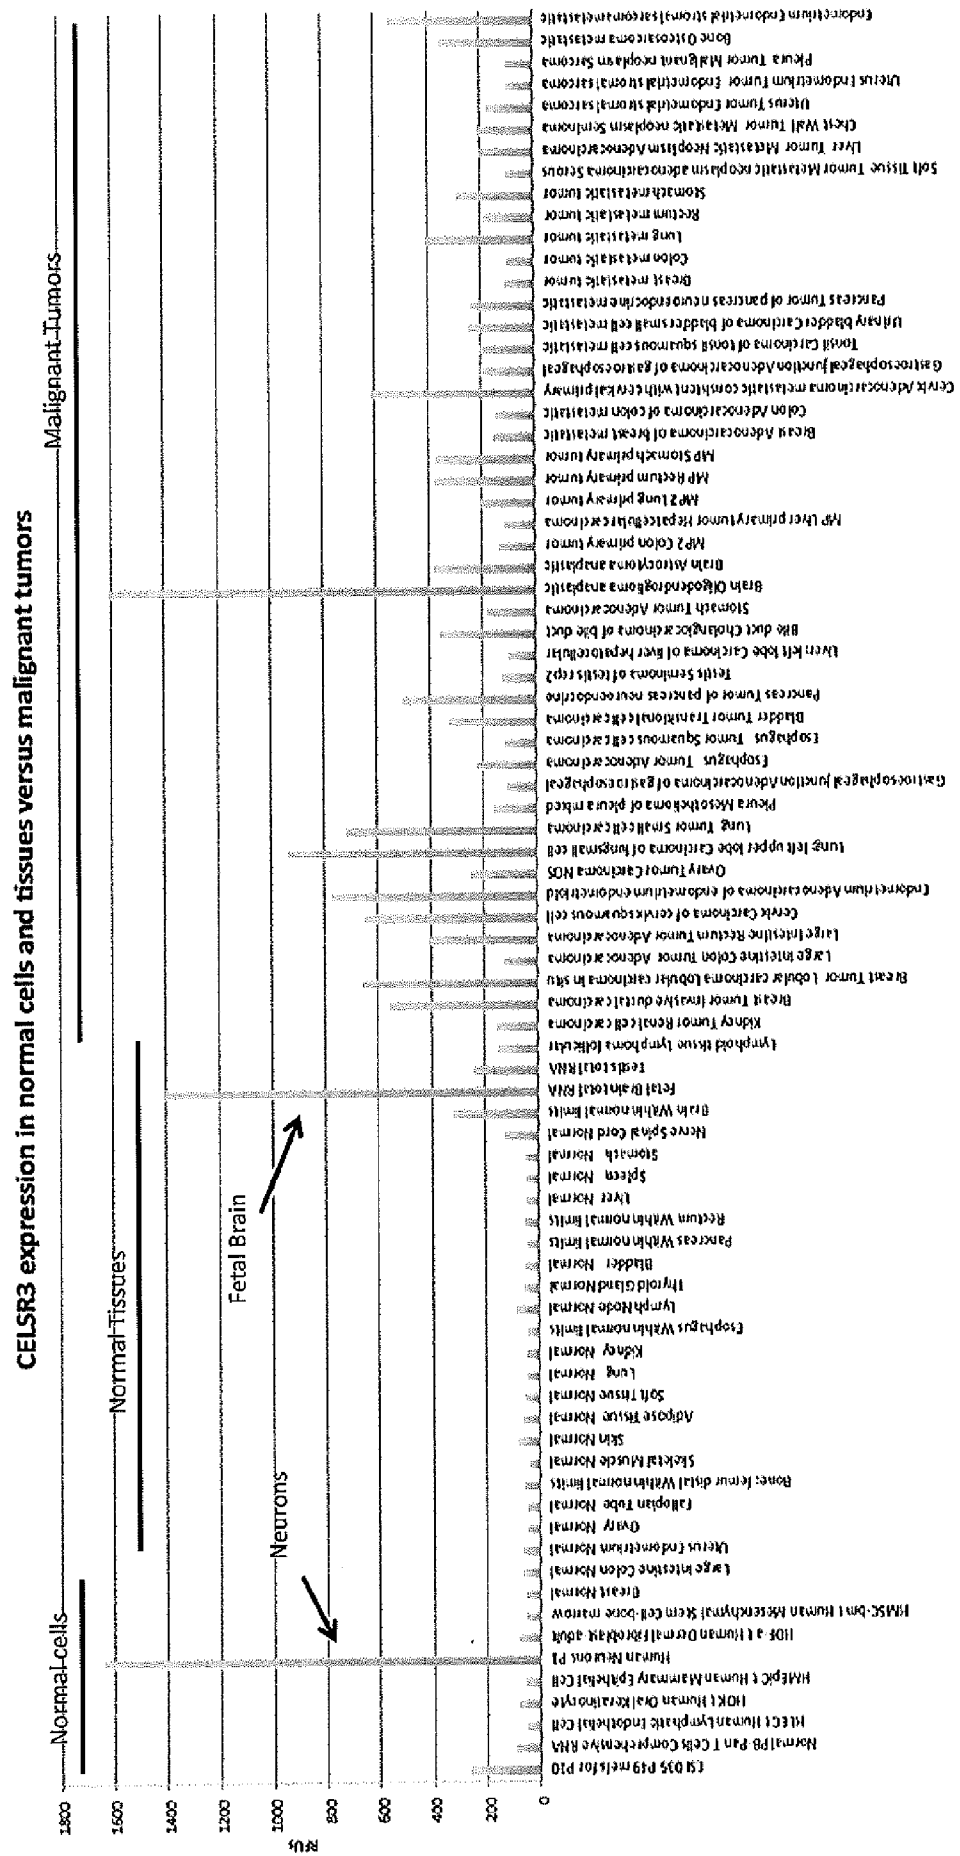 CELSR3 expression in normal cells and tissues versus malignant tumors
Normal cells
Normal Tissues
Malignant Tumors
Neurons
Fetal Brain
RFUs
1800
1600
1400
1200
1000
800
600
400
200
0
ESI 035 P49 mels for P10
Normal PB-Pan T Cells Comprehensive RNA
HLEC t Human Lymphatic Endothelial Cell
HOK t Human Oral Keratinocyte
HMEpiC t Human Mammary Epithelial Cell
Human Neurons P1
HDF-a t Human Dermal Fibroblast-adult
HMSC-bm t Human Mesenchymal Stem Cell-bone marrow
Breast Normal
Large Intestine Colon Normal
Uterus Endometrium Normal
Ovary Normal
Fallopian Tube Normal
Bone: femur distal Within normal limits
Skeletal Muscle Normal
Skin Normal
Adipose Tissue Normal
Soft Tissue Normal
Lung Normal
Kidney Normal
Esophagus Within normal limits
Lymph Node Normal
Thyroid Gland Normal
Bladder Normal
Pancreas Within normal limits
Rectum Within normal limits
Liver Normal
Spleen Normal
Stomach Normal
Nerve Spinal Cord Normal
Brain Within normal limits
Fetal Brain total RNA
Testis total RNA
Lymphoid tissue Lymphoma follicular
Kidney Tumor Renal cell carcinoma
Breast Tumor Invasive ductal carcinoma
Breast Tumor Lobular carcinoma Lobular carcinoma in situ
Large Intestine Colon Tumor Adenocarcinoma
Large Intestine Rectum Tumor Adenocarcinoma
Cervix Carcinoma of cervix squamous cell
Endometrium Adenocarcinoma of endometrium endometrioid
Ovary Tumor Carcinoma NOS
Lung left upper lobe Carcinoma of lung small cell
Lung Tumor Small cell carcinoma
Pleura Mesothelioma of pleura mixed
Gastroesophageal junction Adenocarcinoma of gastroesophageal
Esophagus Tumor Adenocarcinoma
Esophagus Tumor Squamous cell carcinoma
Bladder Tumor Transitional cell carcinoma
Pancreas Tumor of pancreas neuroendocrine
Testis Seminoma of testis rep2
Liver: left lobe Carcinoma of liver hepatocellular
Bile duct Cholangiocarcinoma of bile duct
Stomach Tumor Adenocarcinoma
Brain Oligodendroglioma anaplastic
Brain Astrocytoma anaplastic
MP2 Colon primary tumor
MP Liver primary tumor Hepatcellular carcinoma
MP2 Lung primary tumor
MP Rectum primary tumor
MP Stomach primary tumor
Breast Adenocarcinoma of breast metastatic
Colon Adenocarcinoma of colon metastatic
Cervix Adenocarcinoma metastatic consistent with cervical primary
Gastroesophageal junction Adenocarcinoma of gastroesophageal
Tonsil Carcinoma of tonsil squamous cell metastatic
Urinary bladder Carcinoma of bladder small cell metastatic
Pancreas Tumor of pancreas neuroendocrine metastatic
Breast metastatic tumor
Colon metastatic tumor
Lung metastatic tumor
Rectum metastatic tumor
Stomach metastatic tumor
Soft Tissue Tumor Metastatic neoplasm adenocarcinoma Serous
Liver Tumor Metastatic Neoplasm Adenocarcinoma
Chest Wall Tumor Metastatic neoplasm Seminoma
Uterus Tumor Endometrial stromal sarcoma
Uterus Endometrium Tumor Endometrial stromal sarcoma
Pleura Tumor Malignant neoplasm Sarcoma
Bone Osteosarcoma metastatic
Endometrium Endometrial stromal sarcoma metastatic